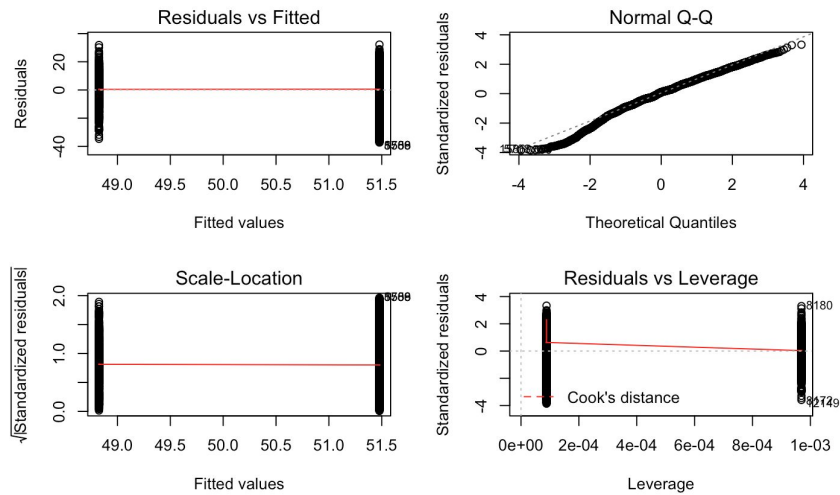 Residuals vs Fitted
Residuals
20
0
-40
49.0 49.5 50.0 50.5 51.0 51.5
Fitted values
Normal Q-Q
Standardized residuals
4
2
0
-2
-4
-4 -2 0 2 4
Theoretical Quantiles
Scale-Location
√|Standardized residuals|
2.0
1.0
0.0
49.0 49.5 50.0 50.5 51.0 51.5
Fitted values
Residuals vs Leverage
Standardized residuals
4
2
0
-4
8180
12149
Cook's distance
0e+00 2e-04 4e-04 6e-04 8e-04 1e-03
Leverage